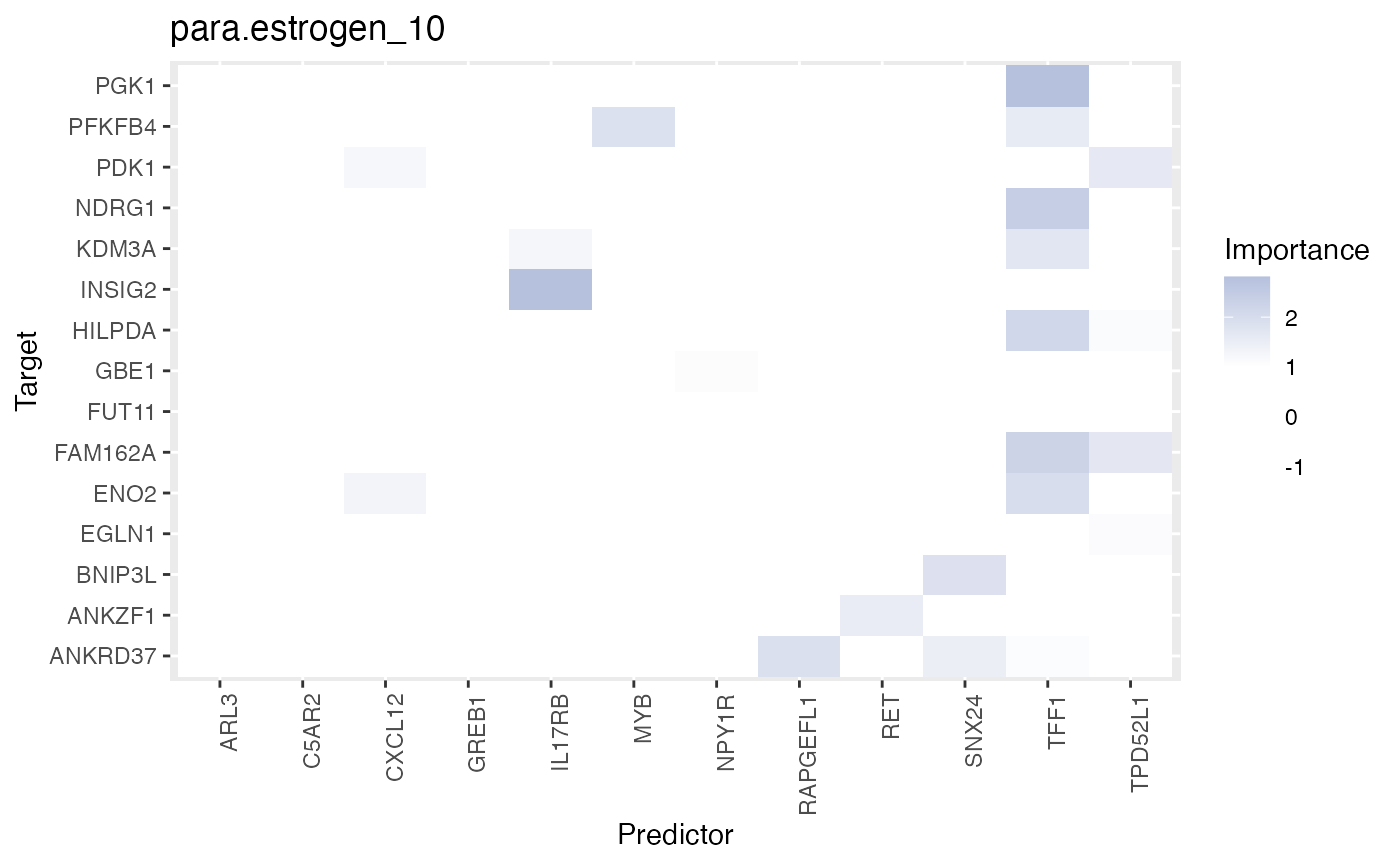 para.estrogen_10
PGK1
PFKFB4
PDK1
NDRG1
KDM3A
INSIG2
HILPDA
GBE1
FUT11
FAM162A
ENO2
EGLN1
BNIP3L
ANKZF1
ANKRD37
Target
ARL3
C5AR2
CXCL12
GREB1
IL17RB
MYB
NPY1R
RAPGEFL1
RET
SNX24
TFF1
TPD52L1
Predictor
Importance
2
1
0
-1